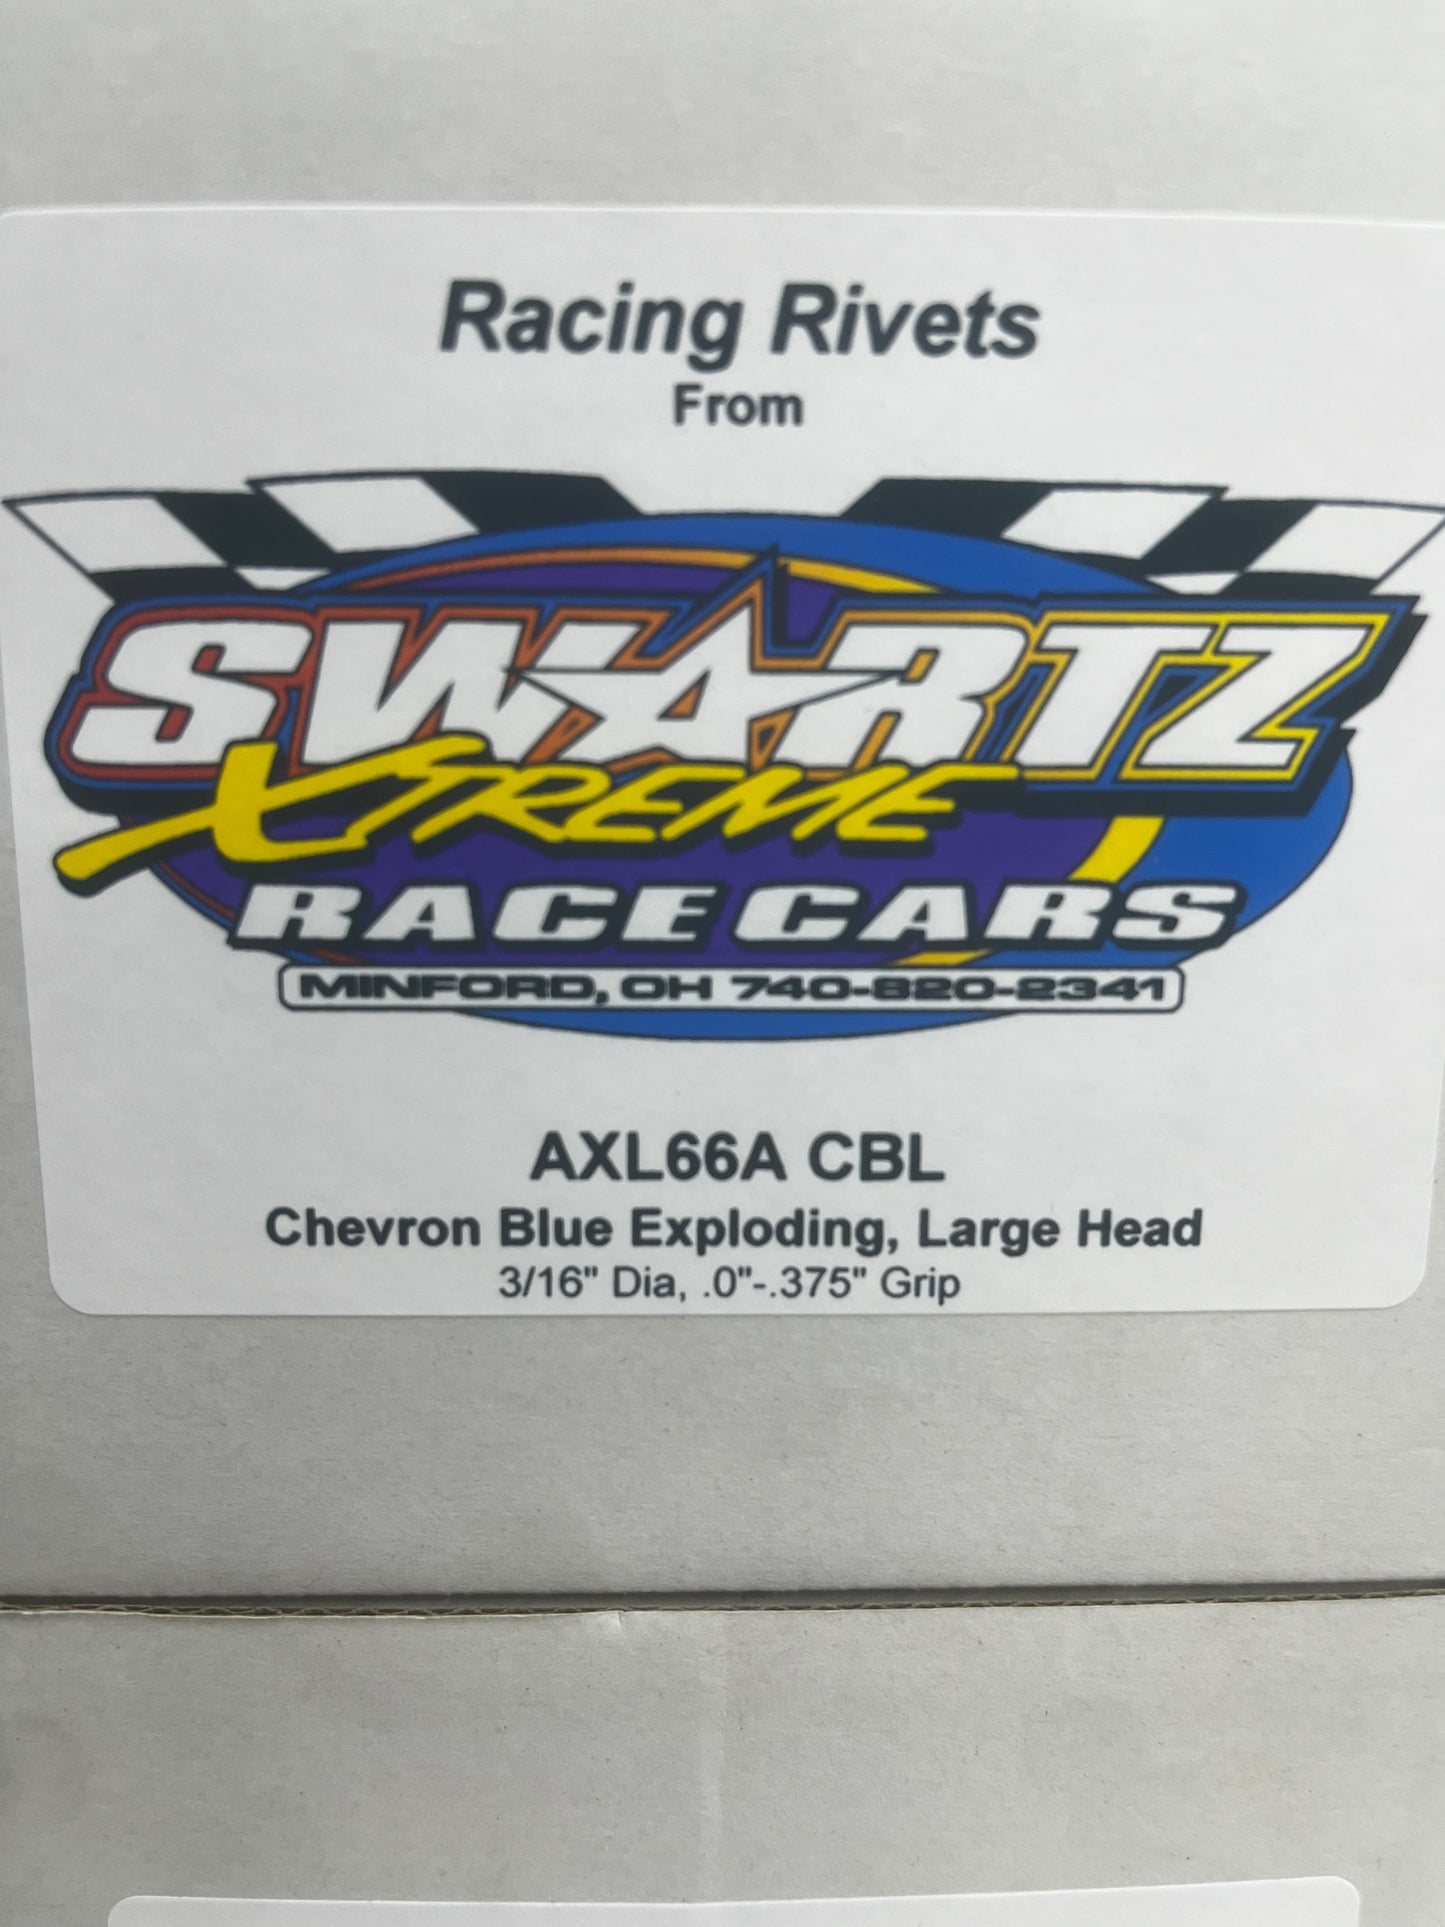 Racing Rivets
From
SWARTZ
XTREME
RACE CARS
MINFORD, OH 740-820-2341
AXL66A CBL
Chevron Blue Exploding, Large Head
3/16" Dia, .0"-.375" Grip